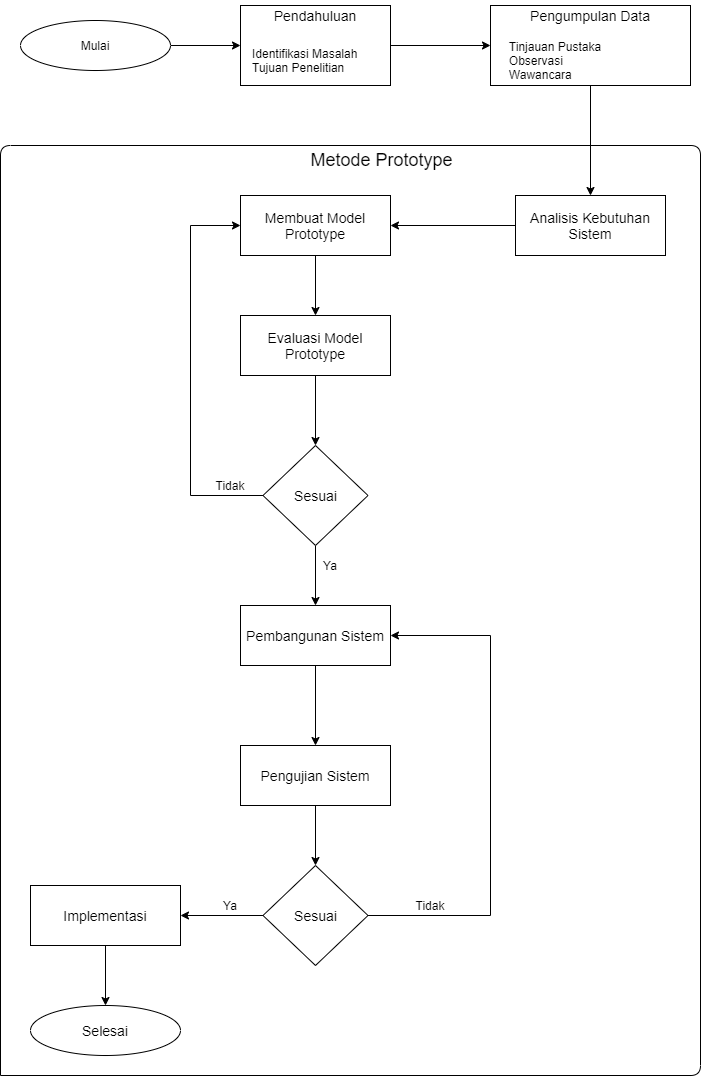 Mulai
Pendahuluan
Identifikasi Masalah
Tujuan Penelitian
Pengumpulan Data
Tinjauan Pustaka
Observasi
Wawancara
Metode Prototype
Analisis Kebutuhan
Sistem
Membuat Model
Prototype
Evaluasi Model
Prototype
Tidak
Sesuai
Ya
Pembangunan Sistem
Pengujian Sistem
Sesuai
Tidak
Ya
Implementasi
Selesai